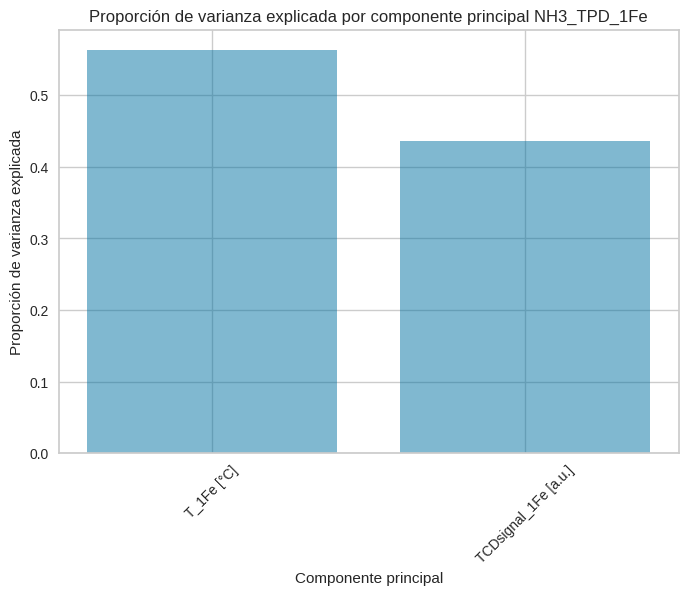 Proporción de varianza explicada por componente principal NH3_TPD_1Fe
Proporción de varianza explicada
0.5
0.4
0.3
0.2
0.1
0.0
T_1Fe [°C]
TCDsignal_1Fe [a.u.]
Componente principal